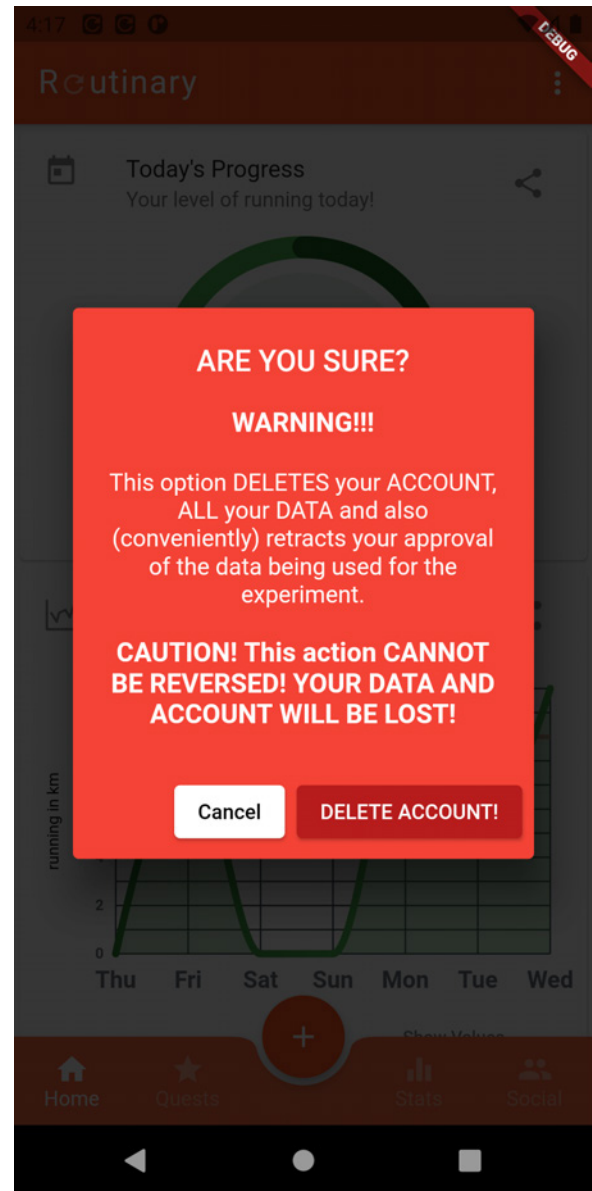 4:17
DEBUG
Routinary
Today's Progress
Your level of running today!
ARE YOU SURE?
WARNING!!!
This option DELETES your ACCOUNT,
ALL your DATA and also
(conveniently) retracts your approval
of the data being used for the
experiment.
CAUTION! This action CANNOT
BE REVERSED! YOUR DATA AND
ACCOUNT WILL BE LOST!
Cancel DELETE ACCOUNT!
running in km
2
0
Thu Fri Sat Sun Mon Tue Wed
Show Values
Home Quests Stats Social